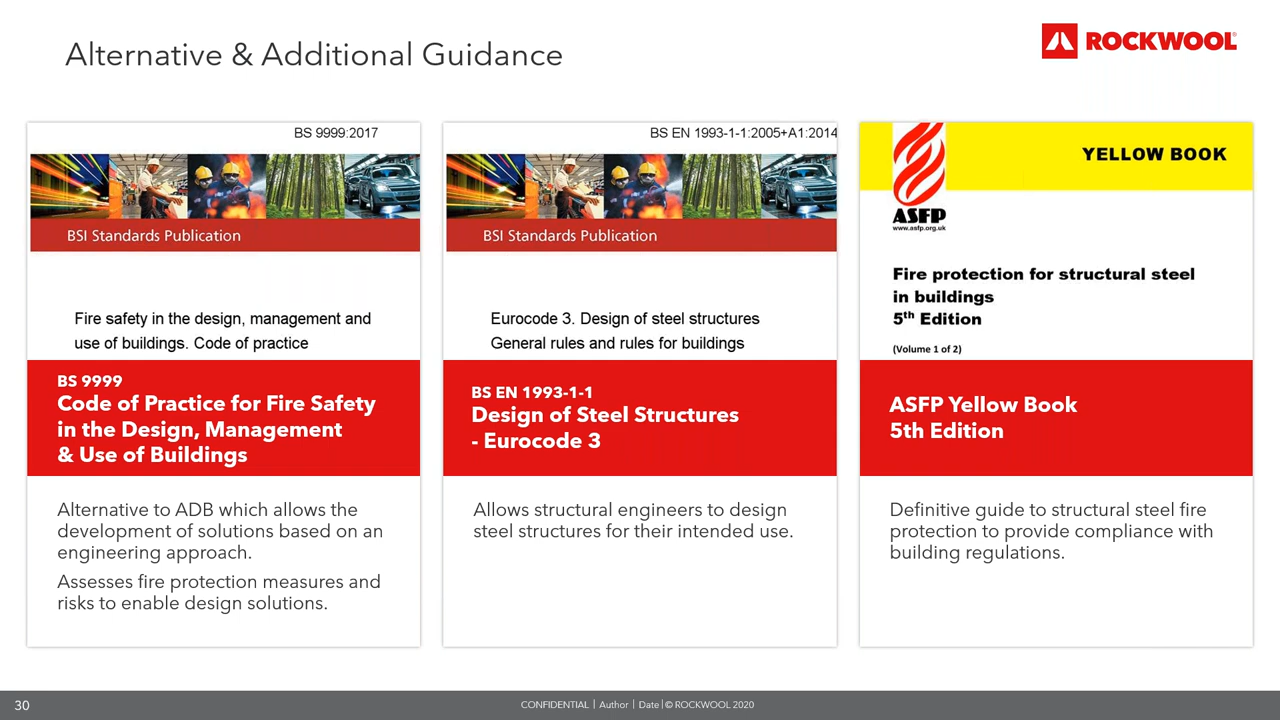 Alternative & Additional Guidance
ROCKWOOL®
BS 9999:2017
BSI Standards Publication
Fire safety in the design, management and
use of buildings. Code of practice
BS 9999
Code of Practice for Fire Safety
in the Design, Management
& Use of Buildings
Alternative to ADB which allows the
development of solutions based on an
engineering approach.
Assesses fire protection measures and
risks to enable design solutions.
BS EN 1993-1-1:2005+A1:2014
BSI Standards Publication
Eurocode 3. Design of steel structures
General rules and rules for buildings
BS EN 1993-1-1
Design of Steel Structures
- Eurocode 3
Allows structural engineers to design
steel structures for their intended use.
YELLOW BOOK
ASFP
www.asfp.org.uk
Fire protection for structural steel
in buildings
5th Edition
(Volume 1 of 2)
ASFP Yellow Book
5th Edition
Definitive guide to structural steel fire
protection to provide compliance with
building regulations.
30
CONFIDENTIAL | Author | Date | © ROCKWOOL 2020